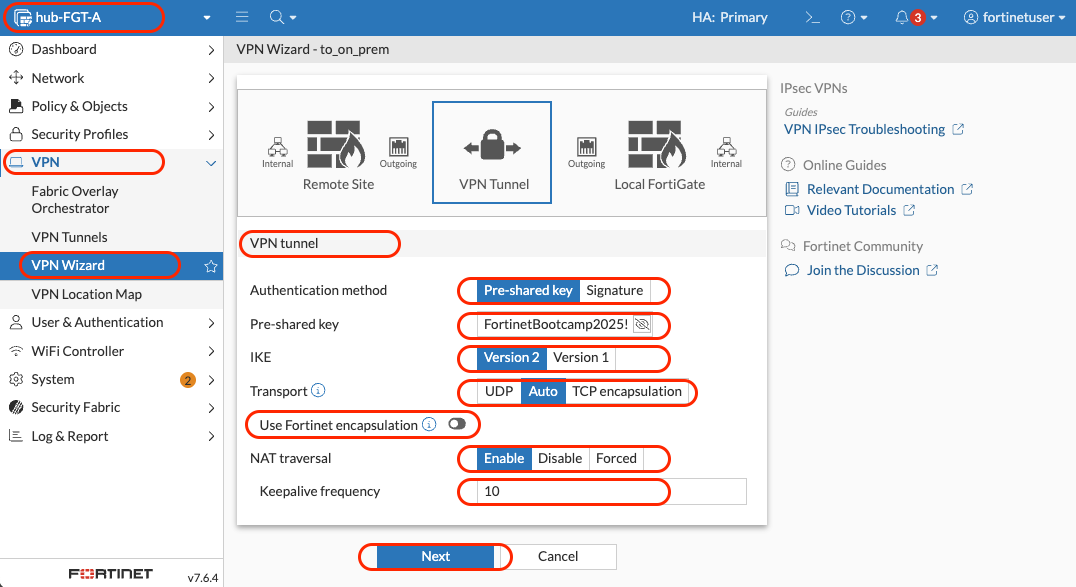 hub-FGT-A
HA: Primary
3
fortinetuser
Dashboard
Network
Policy & Objects
Security Profiles
VPN
Fabric Overlay
Orchestrator
VPN Tunnels
VPN Wizard
VPN Location Map
User & Authentication
WiFi Controller
System 2
Security Fabric
Log & Report
FORTINET
v7.6.4
VPN Wizard - to_on_prem
Internal
Remote Site
Outgoing
VPN Tunnel
Outgoing
Local FortiGate
Internal
VPN tunnel
Authentication method Pre-shared key Signature
Pre-shared key FortinetBootcamp2025!
IKE Version 2 Version 1
Transport UDP Auto TCP encapsulation
Use Fortinet encapsulation
NAT traversal Enable Disable Forced
Keepalive frequency 10
Next Cancel
IPsec VPNs
Guides
VPN IPsec Troubleshooting
Online Guides
Relevant Documentation
Video Tutorials
Fortinet Community
Join the Discussion